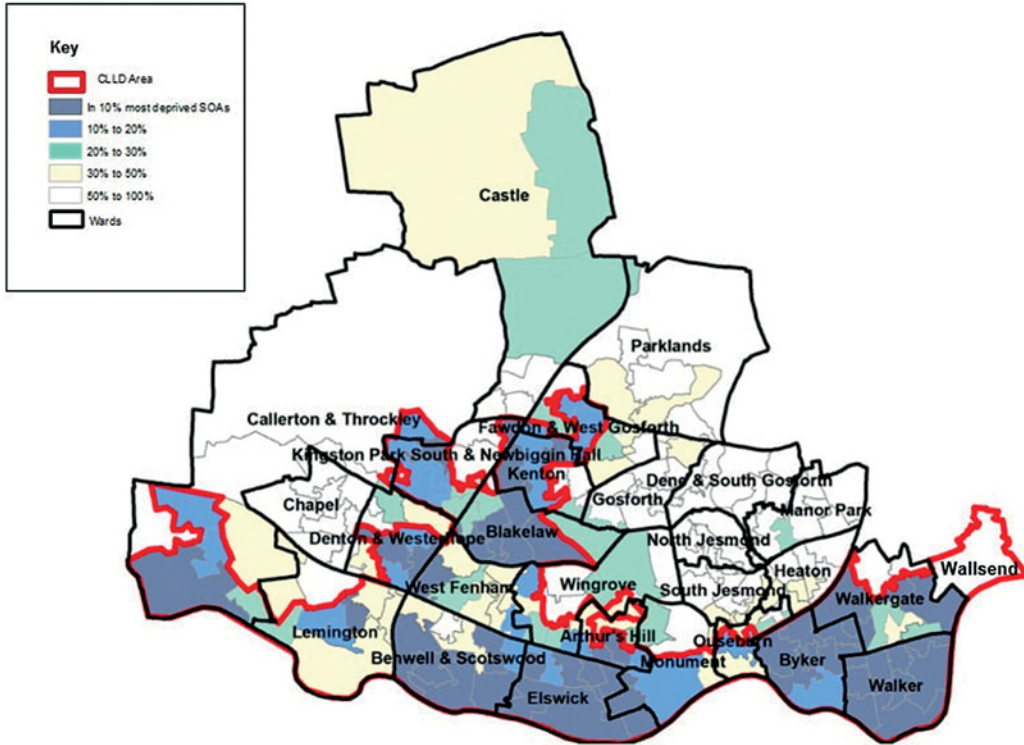 Key
CLLD Area
In 10% most deprived SOAs
10% to 20%
20% to 30%
30% to 50%
50% to 100%
Wards
Castle
Parklands
Callerton & Throckley
Fawdon & West Gosforth
Kingston Park South & Newbiggin Hall
Kenton
Dene & South Gosforth
Chapel
Gosforth
Manor Park
Blakelaw
Denton & Westerhope
North Jesmond
Heaton
Wallsend
West Fenham
Wingrove
South Jesmond
Walkergate
Lemington
Arthur's Hill
Ouseburn
Benwell & Scotswood
Monument
Byker
Elswick
Walker